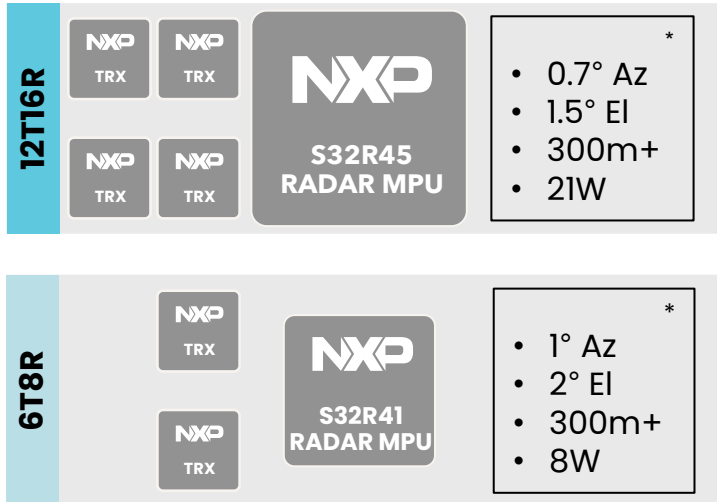 12T16R
NXP
TRX
NXP
TRX
NXP
TRX
NXP
TRX
NXP
S32R45
RADAR MPU
*
• 0.7° Az
• 1.5° El
• 300m+
• 21W
6T8R
NXP
TRX
NXP
TRX
NXP
S32R41
RADAR MPU
*
• 1° Az
• 2° El
• 300m+
• 8W